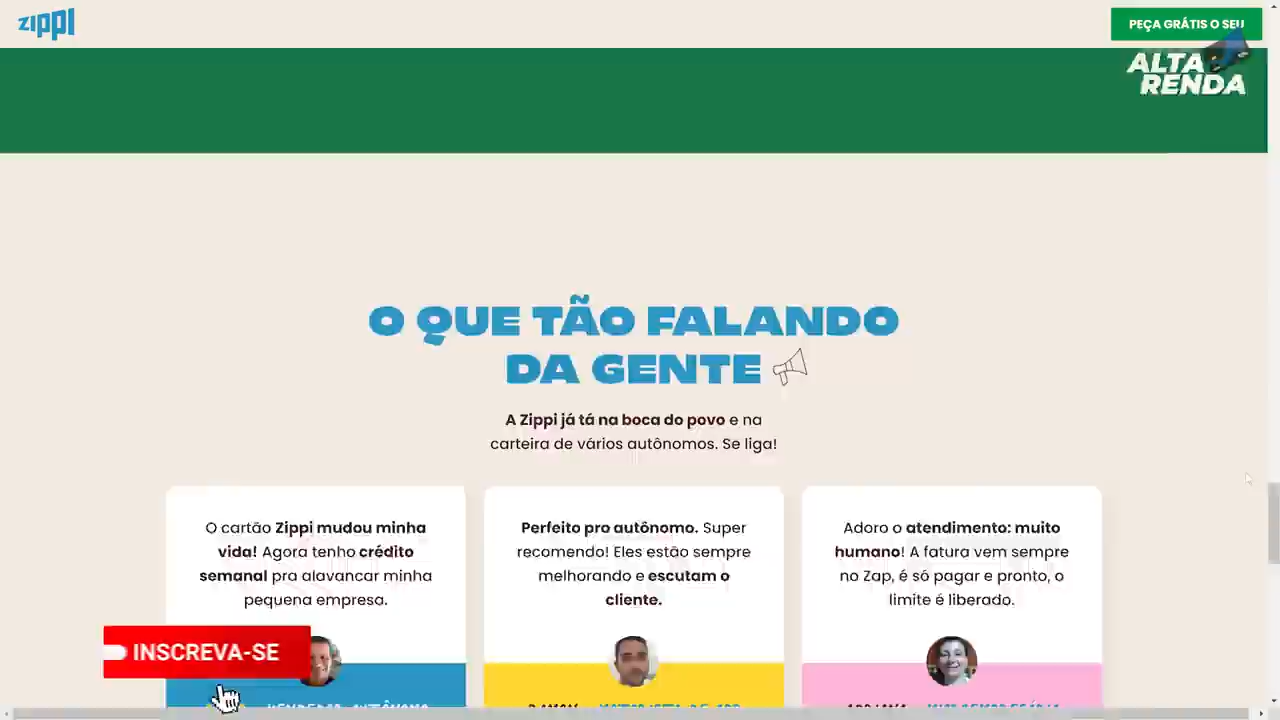 zippi
PEÇA GRÁTIS O SEU
ALTA
RENDA
O QUE TÃO FALANDO
DA GENTE
A Zippi já tá na boca do povo e na
carteira de vários autônomos. Se liga!
O cartão Zippi mudou minha
vida! Agora tenho crédito
semanal pra alavancar minha
pequena empresa.
Perfeito pro autônomo. Super
recomendo! Eles estão sempre
melhorando e escutam o
cliente.
Adoro o atendimento: muito
humano! A fatura vem sempre
no Zap, é só pagar e pronto, o
limite é liberado.
INSCREVA-SE